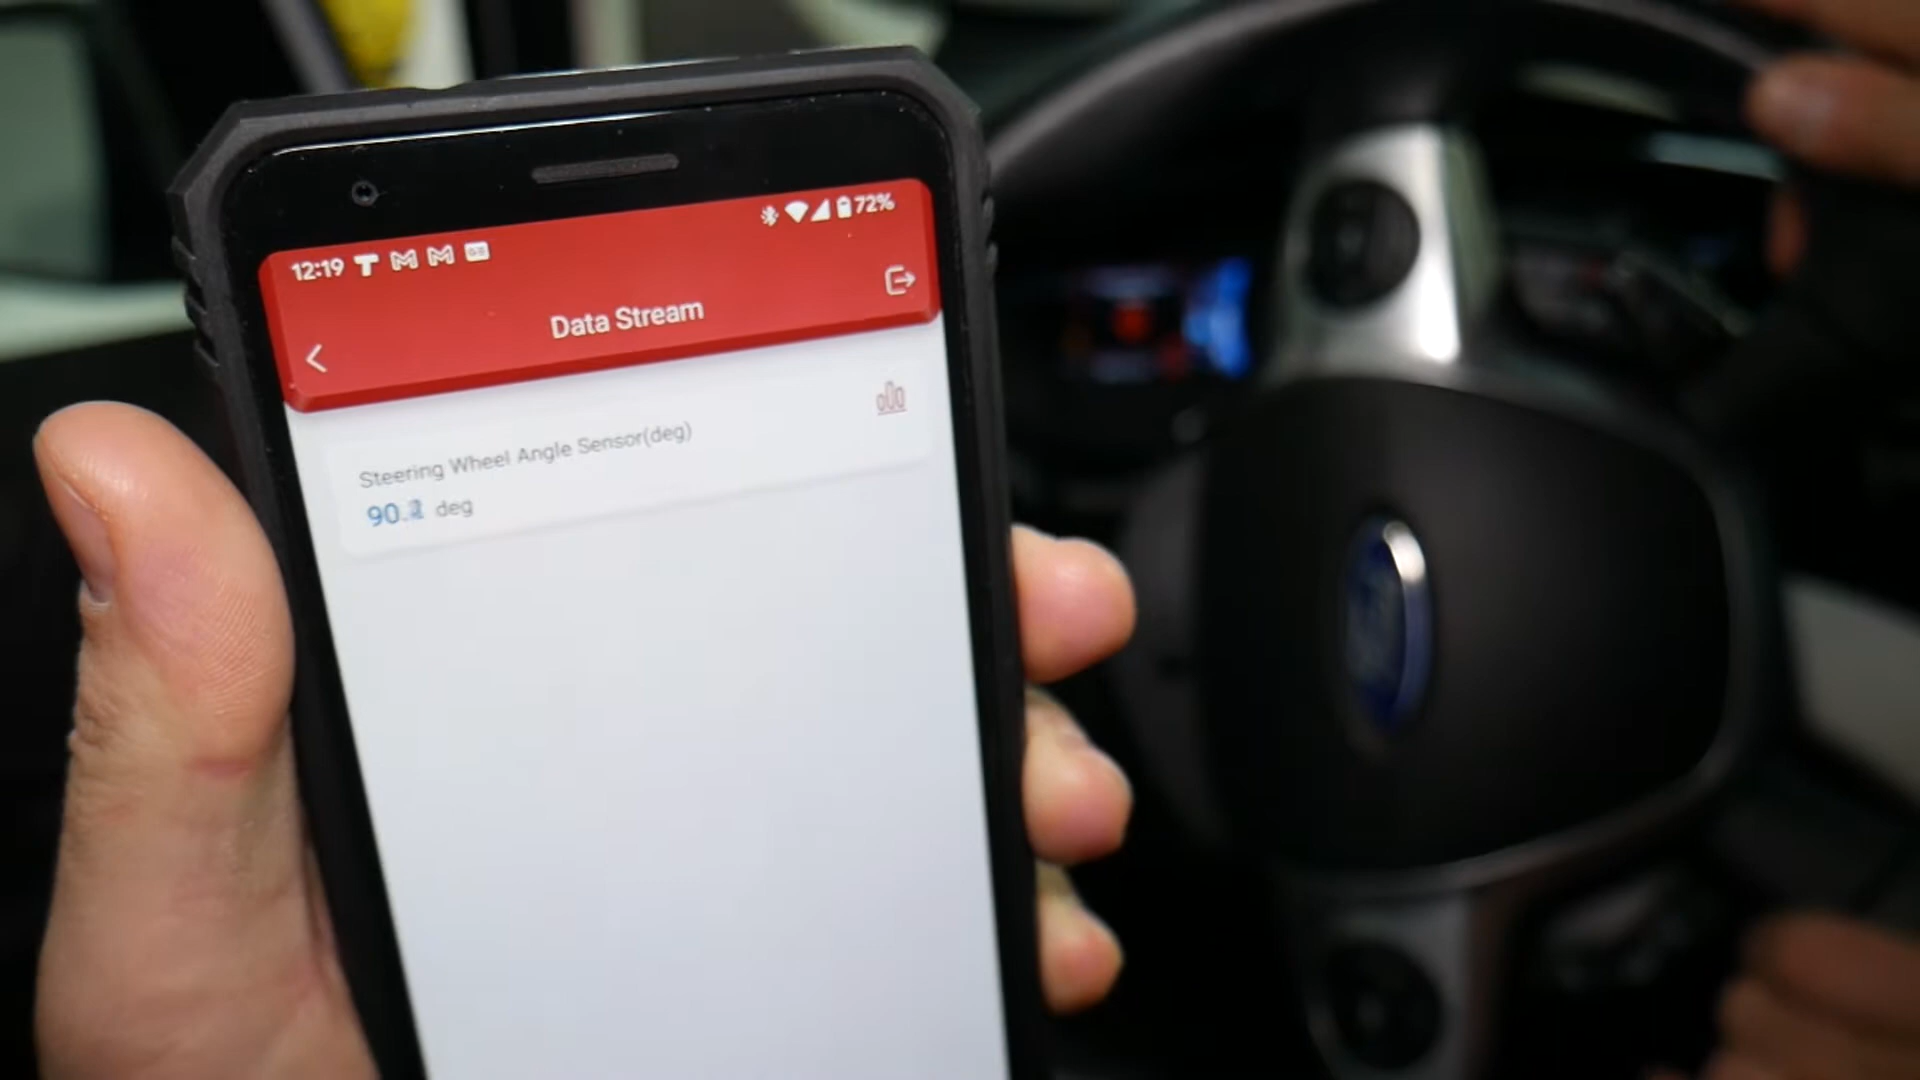 12:19
72%
Data Stream
Steering Wheel Angle Sensor(deg)
deg